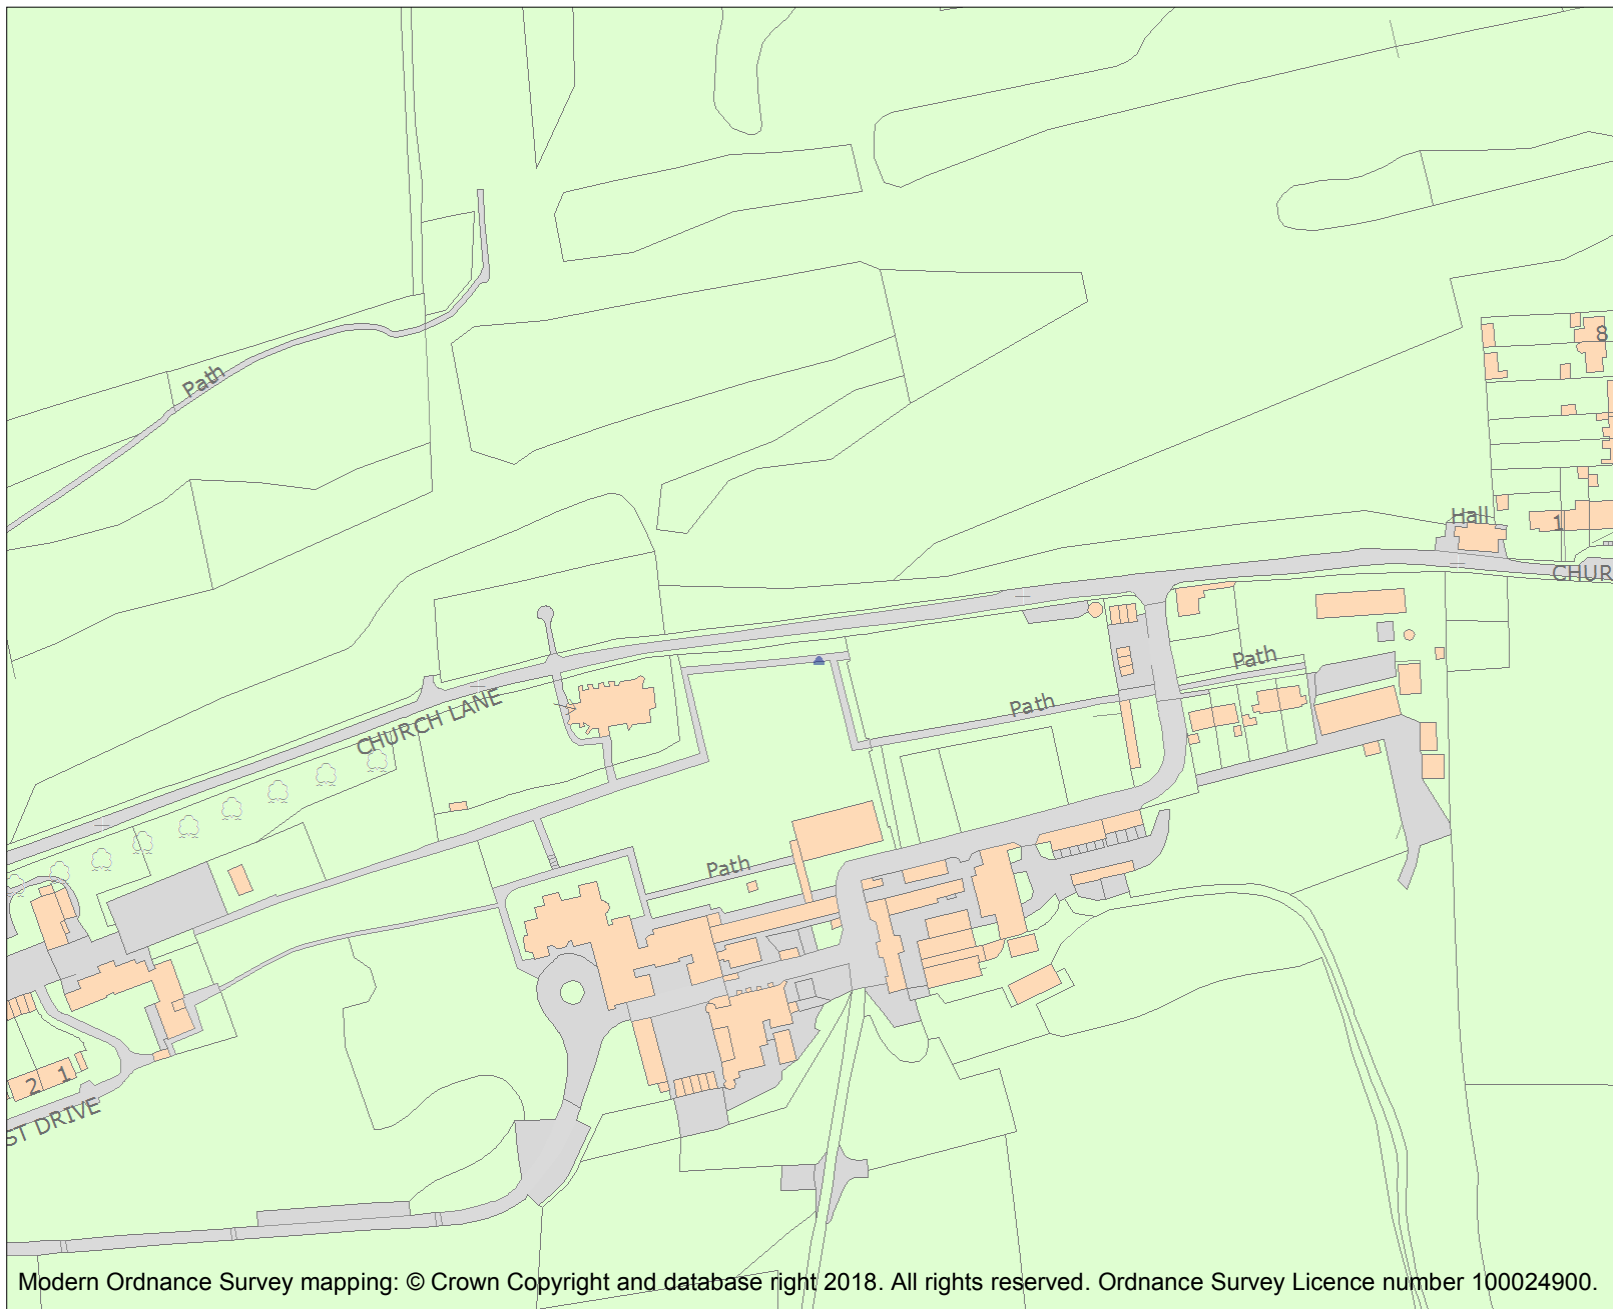 Path
8
Hall
1
CHUR
Path
Path
CHURCH LANE
Path
2
1
ST DRIVE
Modern Ordnance Survey mapping: © Crown Copyright and database right 2018. All rights reserved. Ordnance Survey Licence number 100024900.